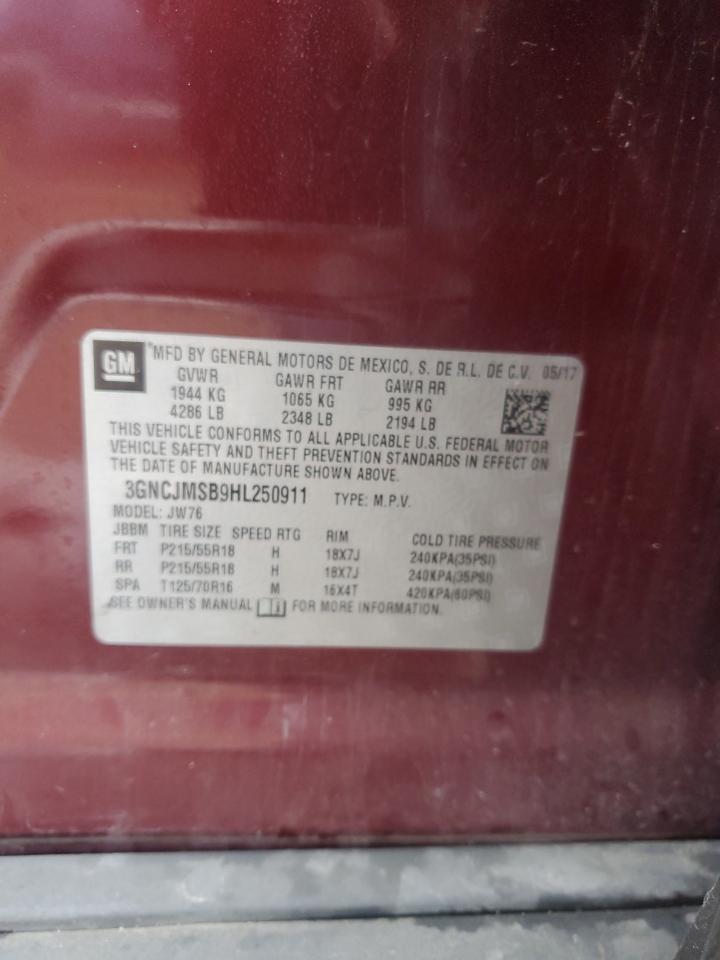 GM
MFD BY GENERAL MOTORS DE MEXICO, S. DE R.L. DE C.V. 05/17
GVWR GAWR FRT GAWR RR
1944 KG 1065 KG 995 KG
4286 LB 2348 LB 2194 LB
THIS VEHICLE CONFORMS TO ALL APPLICABLE U.S. FEDERAL MOTOR
VEHICLE SAFETY AND THEFT PREVENTION STANDARDS IN EFFECT ON
THE DATE OF MANUFACTURE SHOWN ABOVE.
3GNCJMSB9HL250911 TYPE: M.P.V.
MODEL: JW76
JBBM TIRE SIZE SPEED RTG RIM COLD TIRE PRESSURE
FRT P215/55R18 H 18X7J 240KPA(35PSI)
RR P215/55R18 H 18X7J 240KPA(35PSI)
SPA T125/70R16 M 16X4T 420KPA(60PSI)
SEE OWNER'S MANUAL FOR MORE INFORMATION.